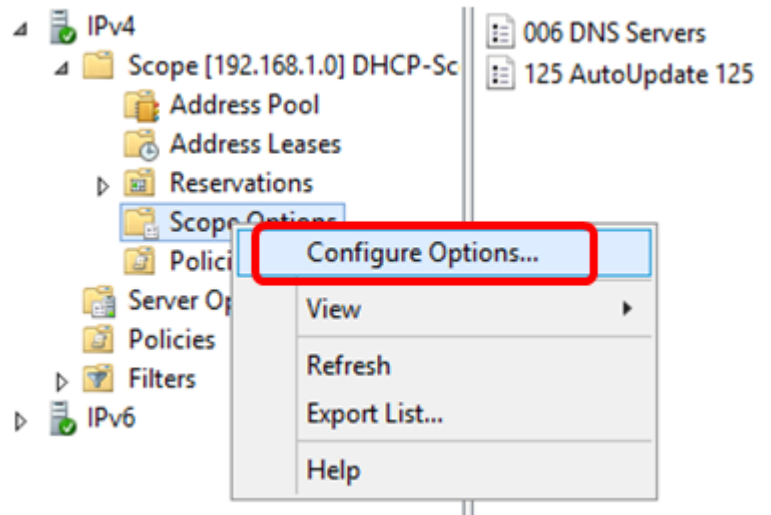 IPv4
Scope [192.168.1.0] DHCP-Sc
Address Pool
Address Leases
Reservations
Scope Options
Polici
Server Op
Policies
Filters
IPv6
006 DNS Servers
125 AutoUpdate 125
Configure Options...
View
Refresh
Export List...
Help